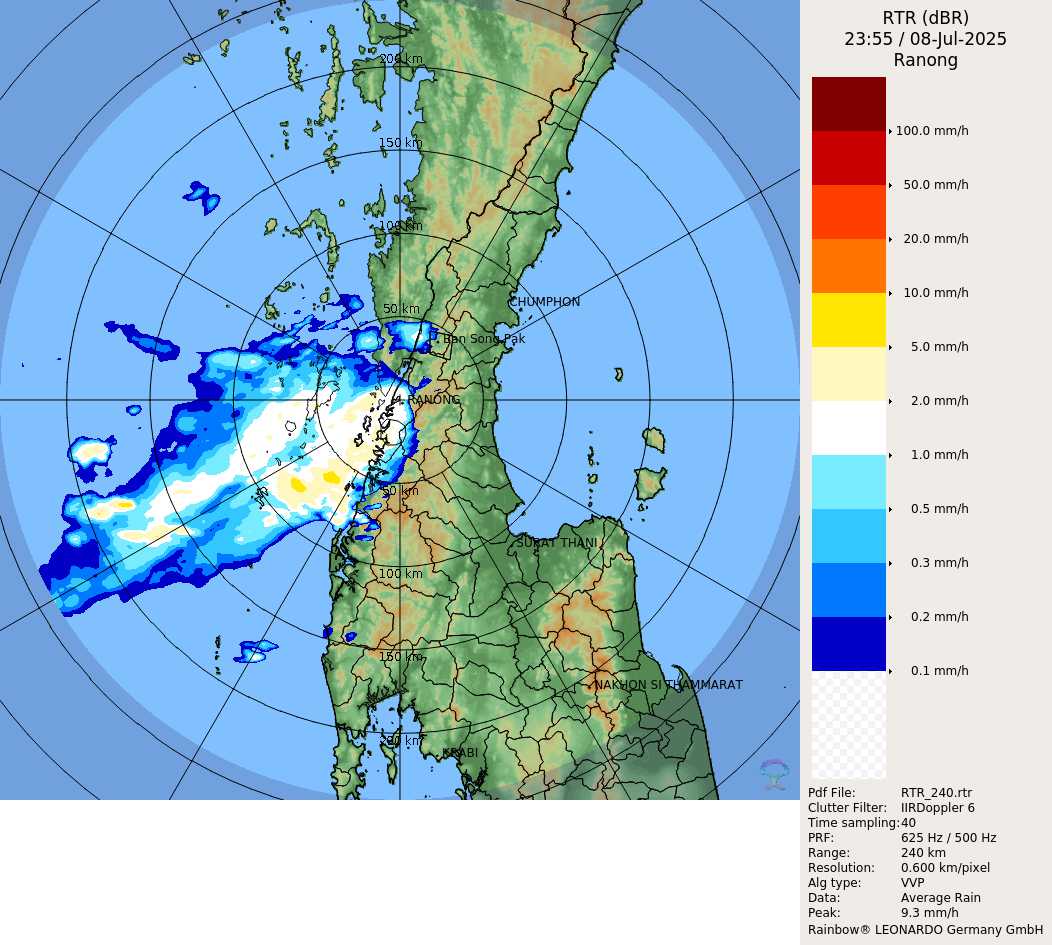 RTR (dBR)
23:55 / 08-Jul-2025
Ranong
100.0 mm/h
50.0 mm/h
20.0 mm/h
10.0 mm/h
5.0 mm/h
2.0 mm/h
1.0 mm/h
0.5 mm/h
0.3 mm/h
0.2 mm/h
0.1 mm/h
Pdf File: RTR_240.rtr
Clutter Filter: IIRDoppler 6
Time sampling: 40
PRF: 625 Hz / 500 Hz
Range: 240 km
Resolution: 0.600 km/pixel
Alg type: VVP
Data: Average Rain
Peak: 9.3 mm/h
Rainbow® LEONARDO Germany GmbH
200 km
150 km
100 km
CHUMPHON
50 km
Ban Song Pak
RANONG
50 km
SURAT THANI
100 km
150 km
NAKHON SI THAMMARAT
200 km
KRABI